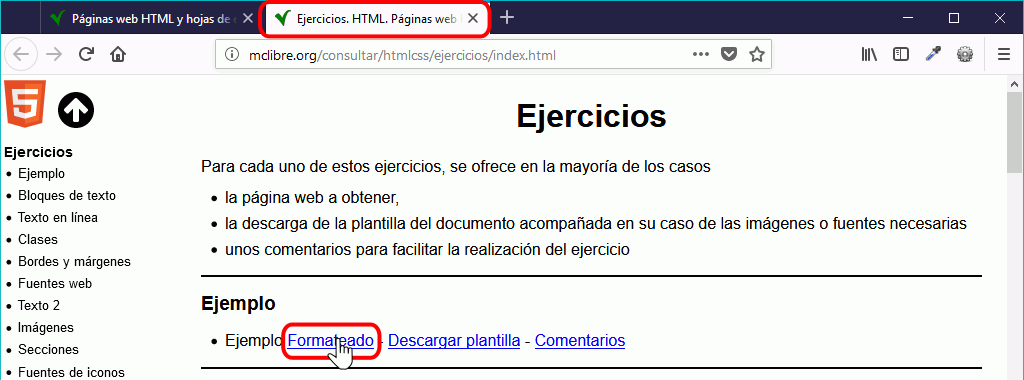 Páginas web HTML y hojas de
Ejercicios. HTML. Páginas web
mclibre.org/consultar/htmlcss/ejercicios/index.html
Ejercicios
Ejemplo
Bloques de texto
Texto en línea
Clases
Bordes y márgenes
Fuentes web
Texto 2
Imágenes
Secciones
Fuentes de iconos
Ejercicios
Para cada uno de estos ejercicios, se ofrece en la mayoría de los casos
la página web a obtener,
la descarga de la plantilla del documento acompañada en su caso de las imágenes o fuentes necesarias
unos comentarios para facilitar la realización del ejercicio
Ejemplo
Ejemplo Formateado - Descargar plantilla - Comentarios